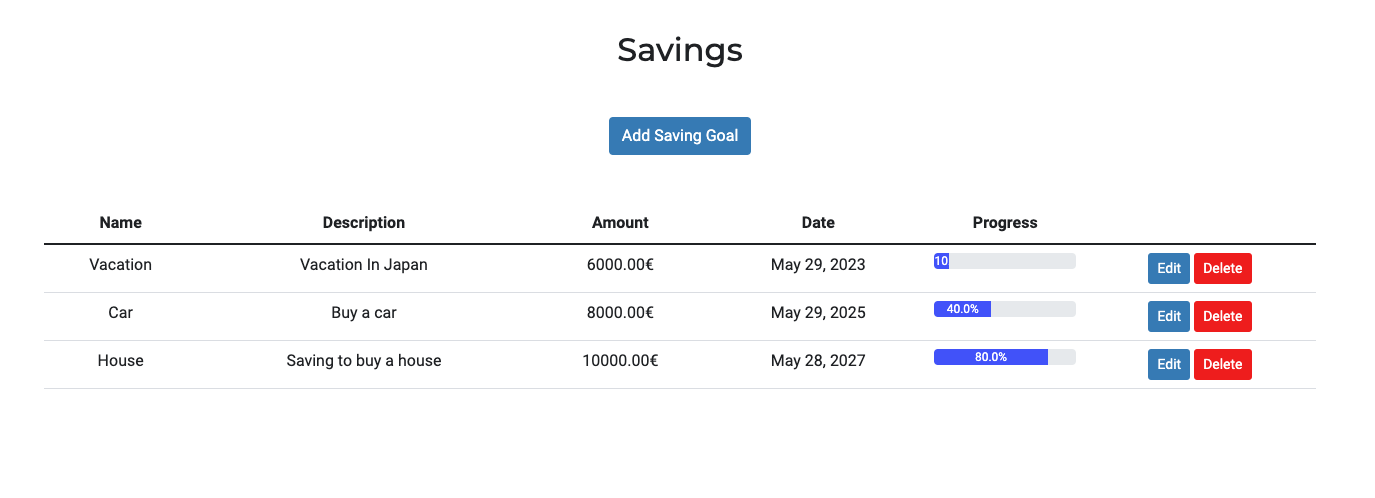 Savings
Add Saving Goal
Name Description Amount Date Progress
Vacation Vacation In Japan 6000.00€ May 29, 2023 10 Edit Delete
Car Buy a car 8000.00€ May 29, 2025 40.0% Edit Delete
House Saving to buy a house 10000.00€ May 28, 2027 80.0% Edit Delete